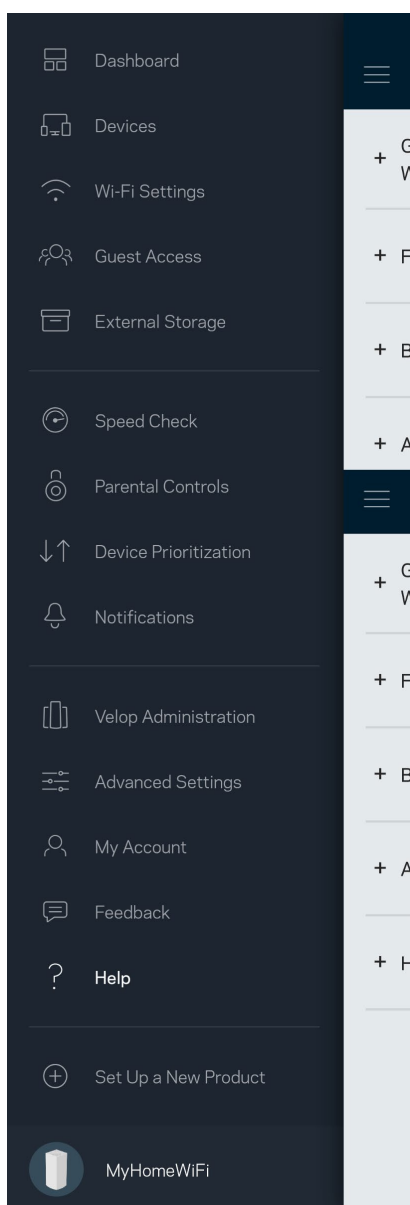 Dashboard
Devices
Wi-Fi Settings
Guest Access
External Storage
Speed Check
Parental Controls
Device Prioritization
Notifications
Velop Administration
Advanced Settings
My Account
Feedback
? Help
Set Up a New Product
MyHomeWiFi
+ G
W
+ F
+ B
+ A
+ G
W
+ F
+ B
+ A
+ H